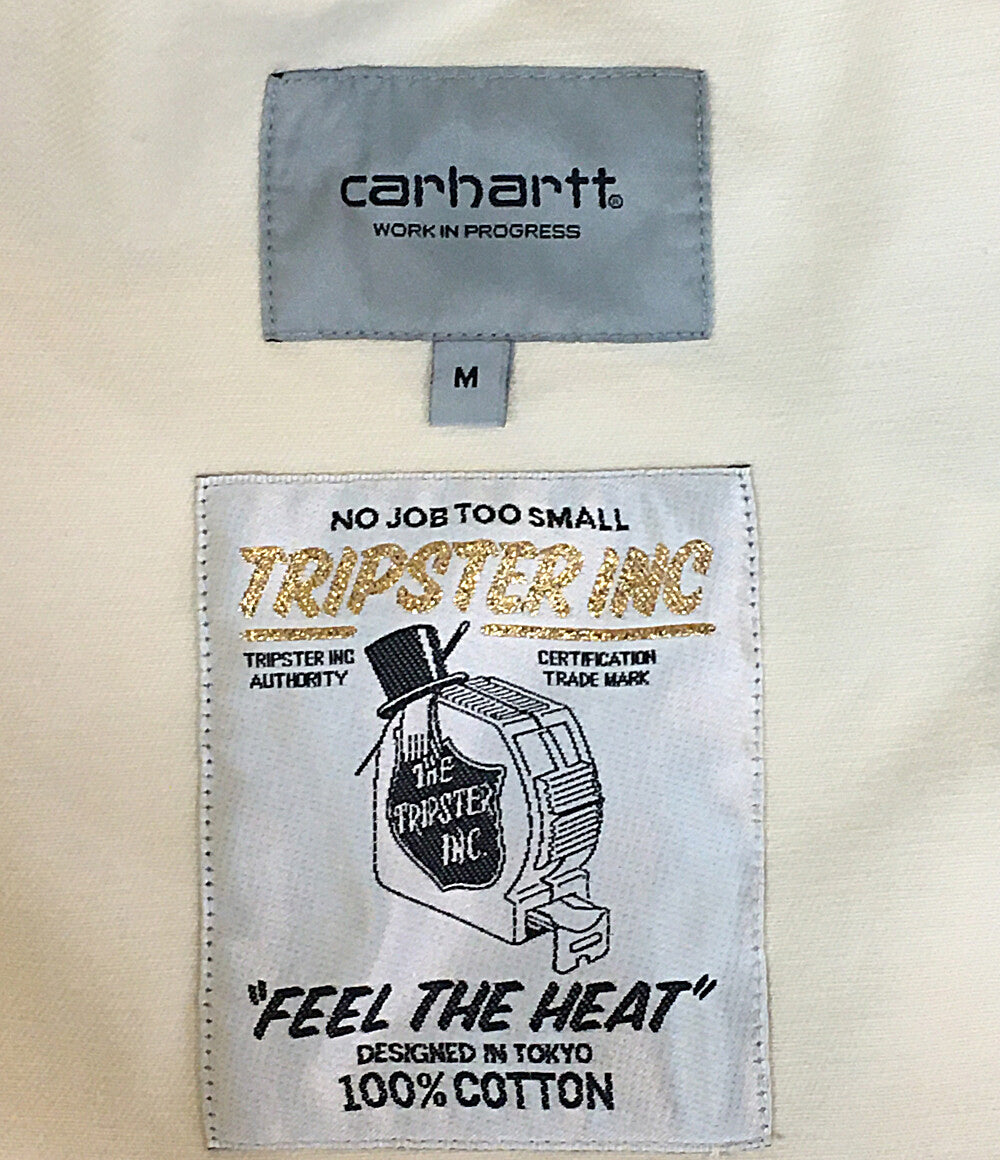 carhartt®
WORK IN PROGRESS
M
NO JOB TOO SMALL
TRIPSTER INC
TRIPSTER INC
AUTHORITY
CERTIFICATION
TRADE MARK
THE
TRIPSTER
INC.
"FEEL THE HEAT"
DESIGNED IN TOKYO
100% COTTON